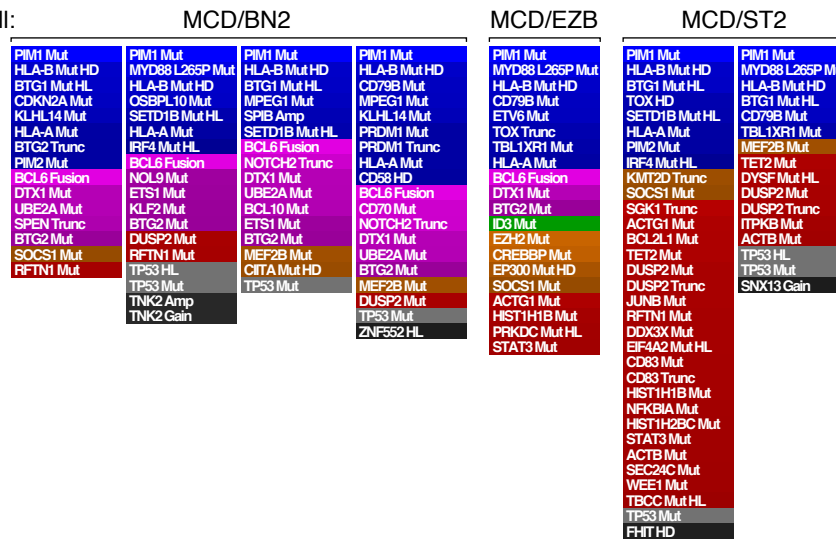 ll:
MCD/BN2
MCD/EZB
MCD/ST2
PIM1 Mut
HLA-B Mut HD
BTG1 Mut HL
CDKN2A Mut
KLHL14 Mut
HLA-A Mut
BTG2 Trunc
PIM2 Mut
BCL6 Fusion
DTX1 Mut
UBE2A Mut
SPEN Trunc
BTG2 Mut
SOCS1 Mut
RFTN1 Mut
PIM1 Mut
MYD88 L265P Mut
HLA-B Mut HD
OSBPL10 Mut
SETD1B Mut HL
HLA-A Mut
IRF4 Mut HL
BCL6 Fusion
NOL9 Mut
ETS1 Mut
KLF2 Mut
BTG2 Mut
DUSP2 Mut
RFTN1 Mut
TP53 HL
TP53 Mut
TNK2 Amp
TNK2 Gain
PIM1 Mut
HLA-B Mut HD
BTG1 Mut HL
MPEG1 Mut
SPIB Amp
SETD1B Mut HL
BCL6 Fusion
NOTCH2 Trunc
DTX1 Mut
UBE2A Mut
BCL10 Mut
ETS1 Mut
BTG2 Mut
MEF2B Mut
CIITA Mut HD
TP53 Mut
PIM1 Mut
HLA-B Mut HD
CD79B Mut
MPEG1 Mut
KLHL14 Mut
PRDM1 Mut
PRDM1 Trunc
HLA-A Mut
CD58 HD
BCL6 Fusion
CD70 Mut
NOTCH2 Trunc
DTX1 Mut
UBE2A Mut
BTG2 Mut
MEF2B Mut
DUSP2 Mut
TP53 Mut
ZNF552 HL
PIM1 Mut
MYD88 L265P Mut
HLA-B Mut HD
CD79B Mut
ETV6 Mut
TOX Trunc
TBL1XR1 Mut
HLA-A Mut
BCL6 Fusion
DTX1 Mut
BTG2 Mut
ID3 Mut
EZH2 Mut
CREBBP Mut
EP300 Mut HD
SOCS1 Mut
ACTG1 Mut
HIST1H1B Mut
PRKDC Mut HL
STAT3 Mut
PIM1 Mut
HLA-B Mut HD
BTG1 Mut HL
TOX HD
SETD1B Mut HL
HLA-A Mut
PIM2 Mut
IRF4 Mut HL
KMT2D Trunc
SOCS1 Mut
SGK1 Trunc
ACTG1 Mut
BCL2L1 Mut
TET2 Mut
DUSP2 Mut
DUSP2 Trunc
JUNB Mut
RFTN1 Mut
DDX3X Mut
EIF4A2 Mut HL
CD83 Mut
CD83 Trunc
HIST1H1B Mut
NFKBIA Mut
HIST1H2BC Mut
STAT3 Mut
ACTB Mut
SEC24C Mut
WEE1 Mut
TBCC Mut HL
TP53 Mut
FHIT HD
PIM1 Mut
MYD88 L265P Mu
HLA-B Mut HD
BTG1 Mut HL
CD79B Mut
TBL1XR1 Mut
MEF2B Mut
TET2 Mut
DYSF Mut HL
DUSP2 Mut
DUSP2 Trunc
ITPKB Mut
ACTB Mut
TP53 HL
TP53 Mut
SNX13 Gain